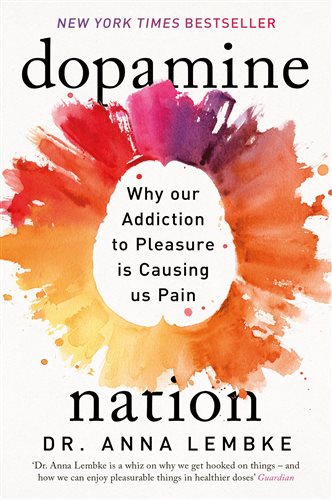 NEW YORK TIMES BESTSELLER
dopamine
Why our
Addiction
to Pleasure
is Causing
us Pain
nation
DR. ANNA LEMBKE
‘Dr. Anna Lembke is a whiz on why we get hooked on things – and
how we can enjoy pleasurable things in healthier doses’ Guardian